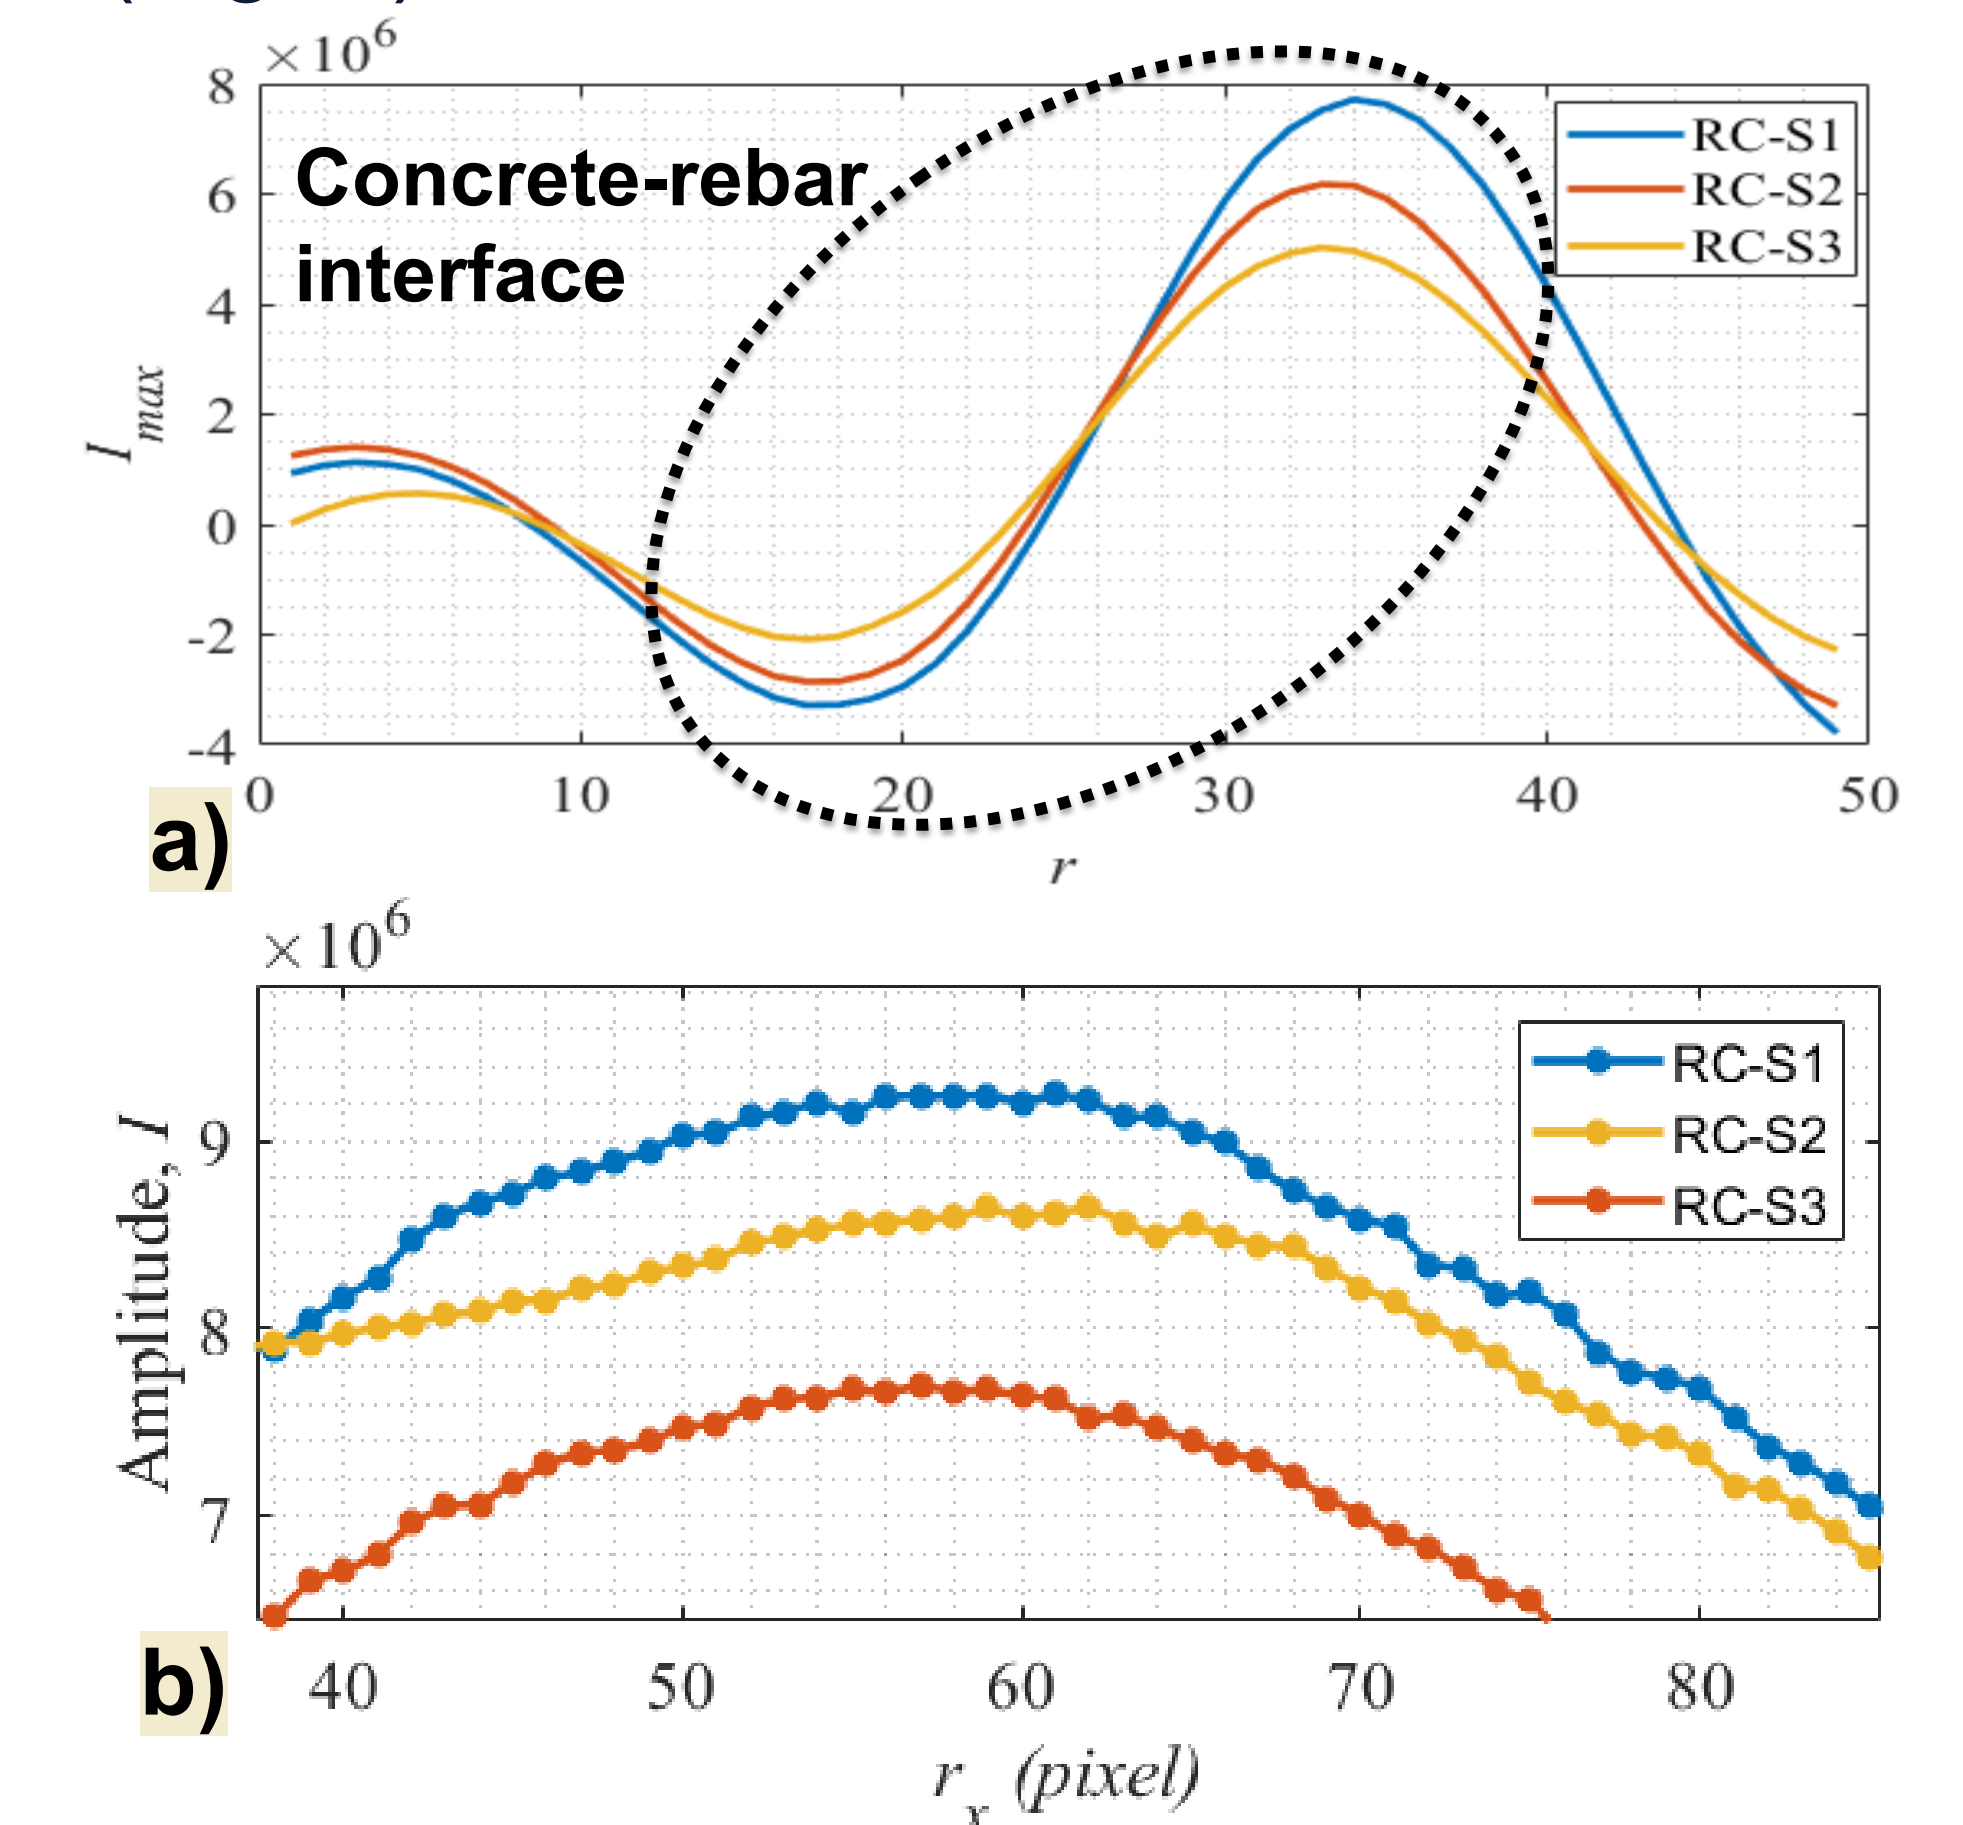 ×10^6
8
6
4
2
0
-2
-4
I_max
Concrete-rebar
interface
RC-S1
RC-S2
RC-S3
0 10 20 30 40 50
r
a)
×10^6
9
8
7
Amplitude, I
RC-S1
RC-S2
RC-S3
40 50 60 70 80
r_x (pixel)
b)